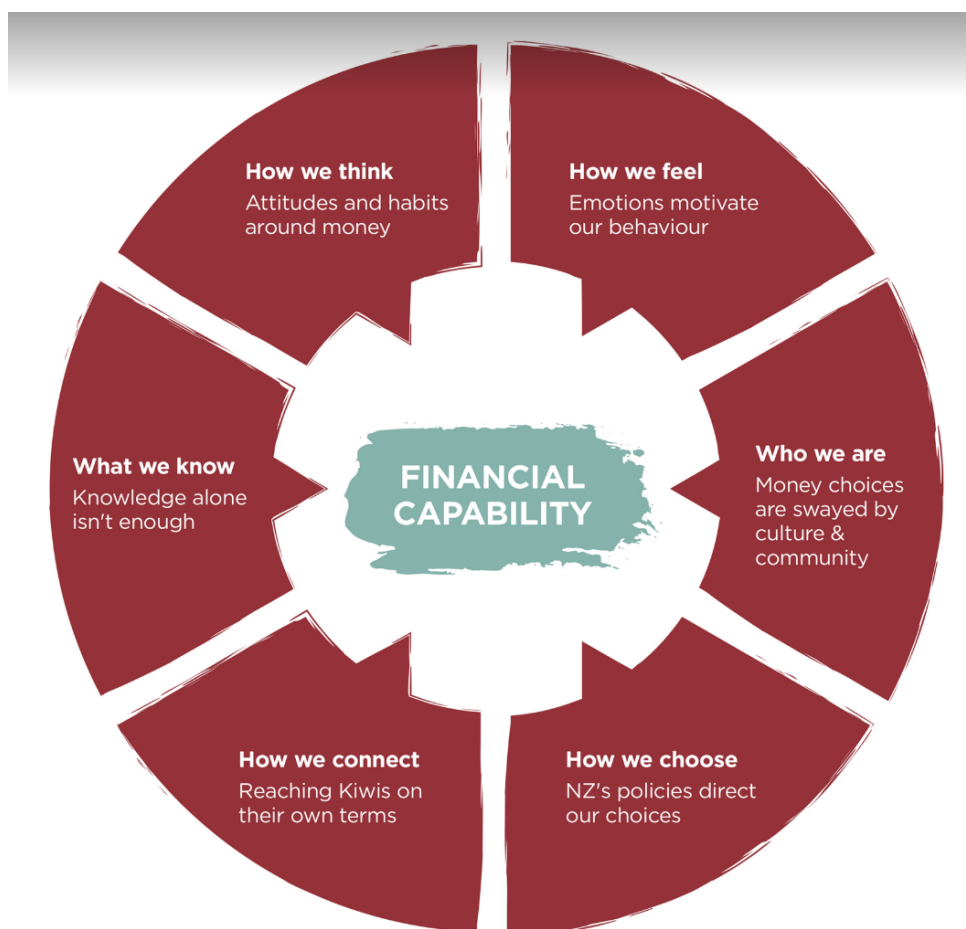 How we think
Attitudes and habits
around money
How we feel
Emotions motivate
our behaviour
What we know
Knowledge alone
isn't enough
FINANCIAL
CAPABILITY
Who we are
Money choices
are swayed by
culture &
community
How we connect
Reaching Kiwis on
their own terms
How we choose
NZ's policies direct
our choices